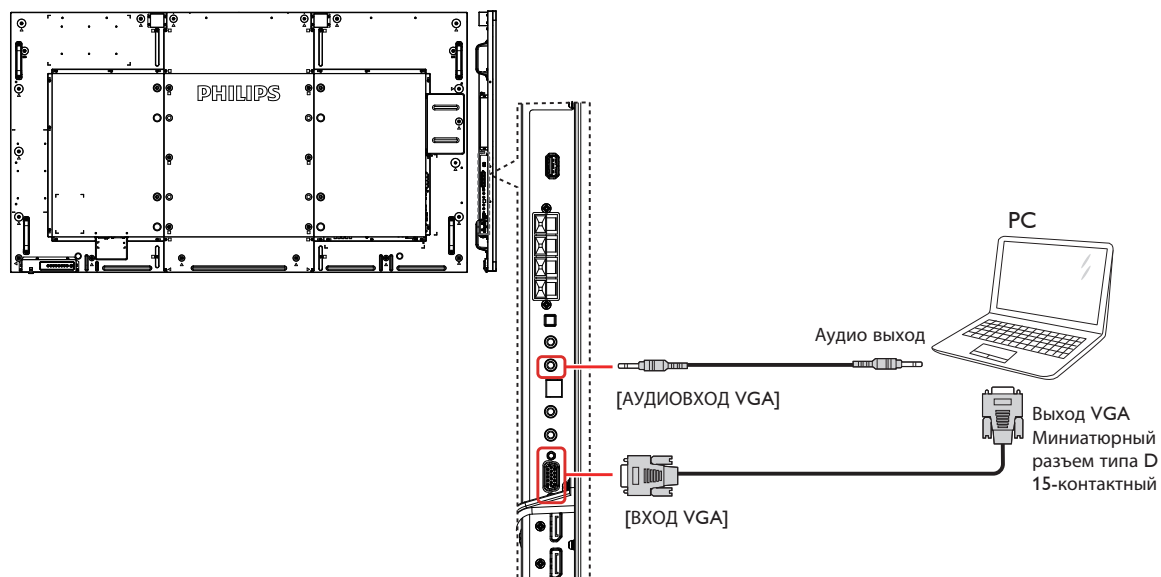 PHILIPS
PC
Аудио выход
[АУДИОВХОД VGA]
Выход VGA
Миниатюрный
разъем типа D
15-контактный
[ВХОД VGA]